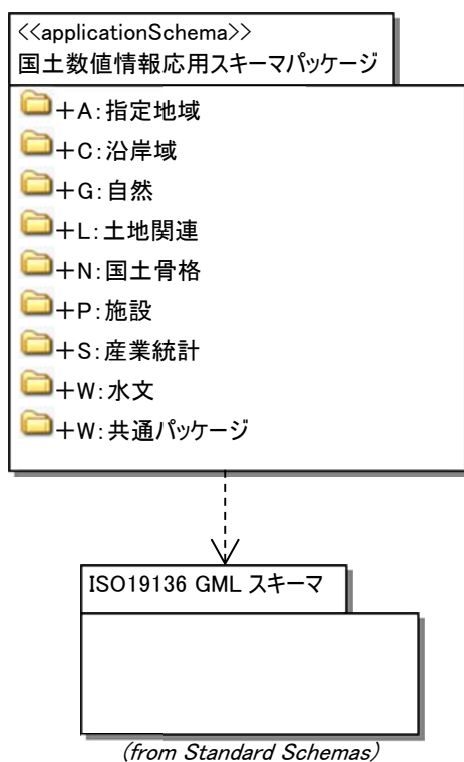 <<applicationSchema>>
国土数値情報応用スキーマパッケージ
+A:指定地域
+C:沿岸域
+G:自然
+L:土地関連
+N:国土骨格
+P:施設
+S:産業統計
+W:水文
+W:共通パッケージ
ISO19136 GML スキーマ
(from Standard Schemas)